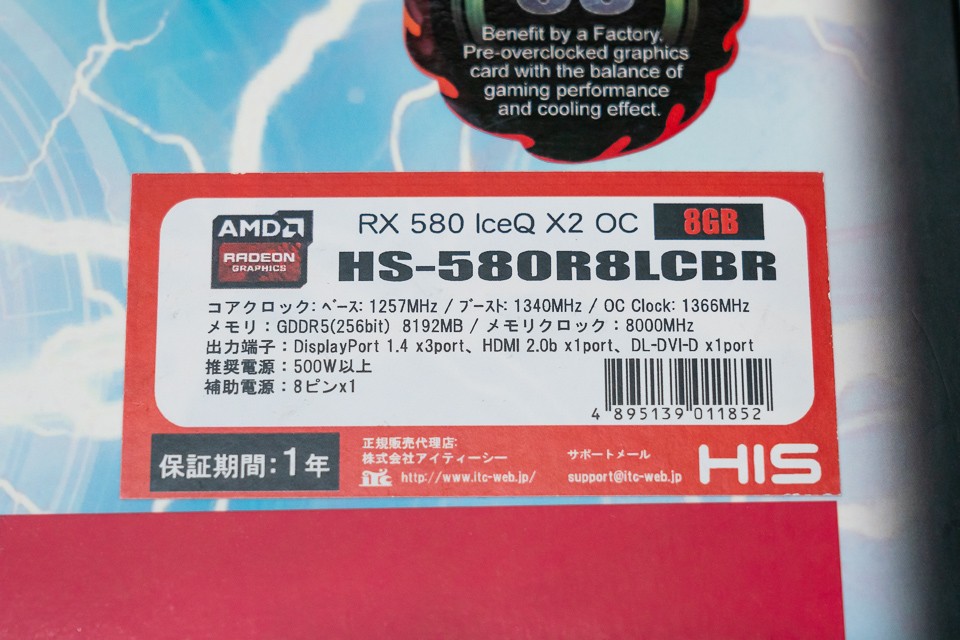 Benefit by a Factory,
Pre-overclocked graphics
card with the balance of
gaming performance
and cooling effect.
AMD
RADEON
GRAPHICS
RX 580 IceQ X2 OC 8GB
HS-580R8LCBR
コアクロック: ﾍﾞｰｽ: 1257MHz / ﾌﾞｰｽﾄ: 1340MHz / OC Clock: 1366MHz
メモリ：GDDR5(256bit) 8192MB / メモリクロック：8000MHz
出力端子：DisplayPort 1.4 x3port、HDMI 2.0b x1port、DL-DVI-D x1port
推奨電源：500W以上
補助電源：8ピンx1
4 895139 011852
保証期間：1年
正規販売代理店:
株式会社アイティーシー
itc http://www.itc-web.jp/
サポートメール
support@itc-web.jp
HIS